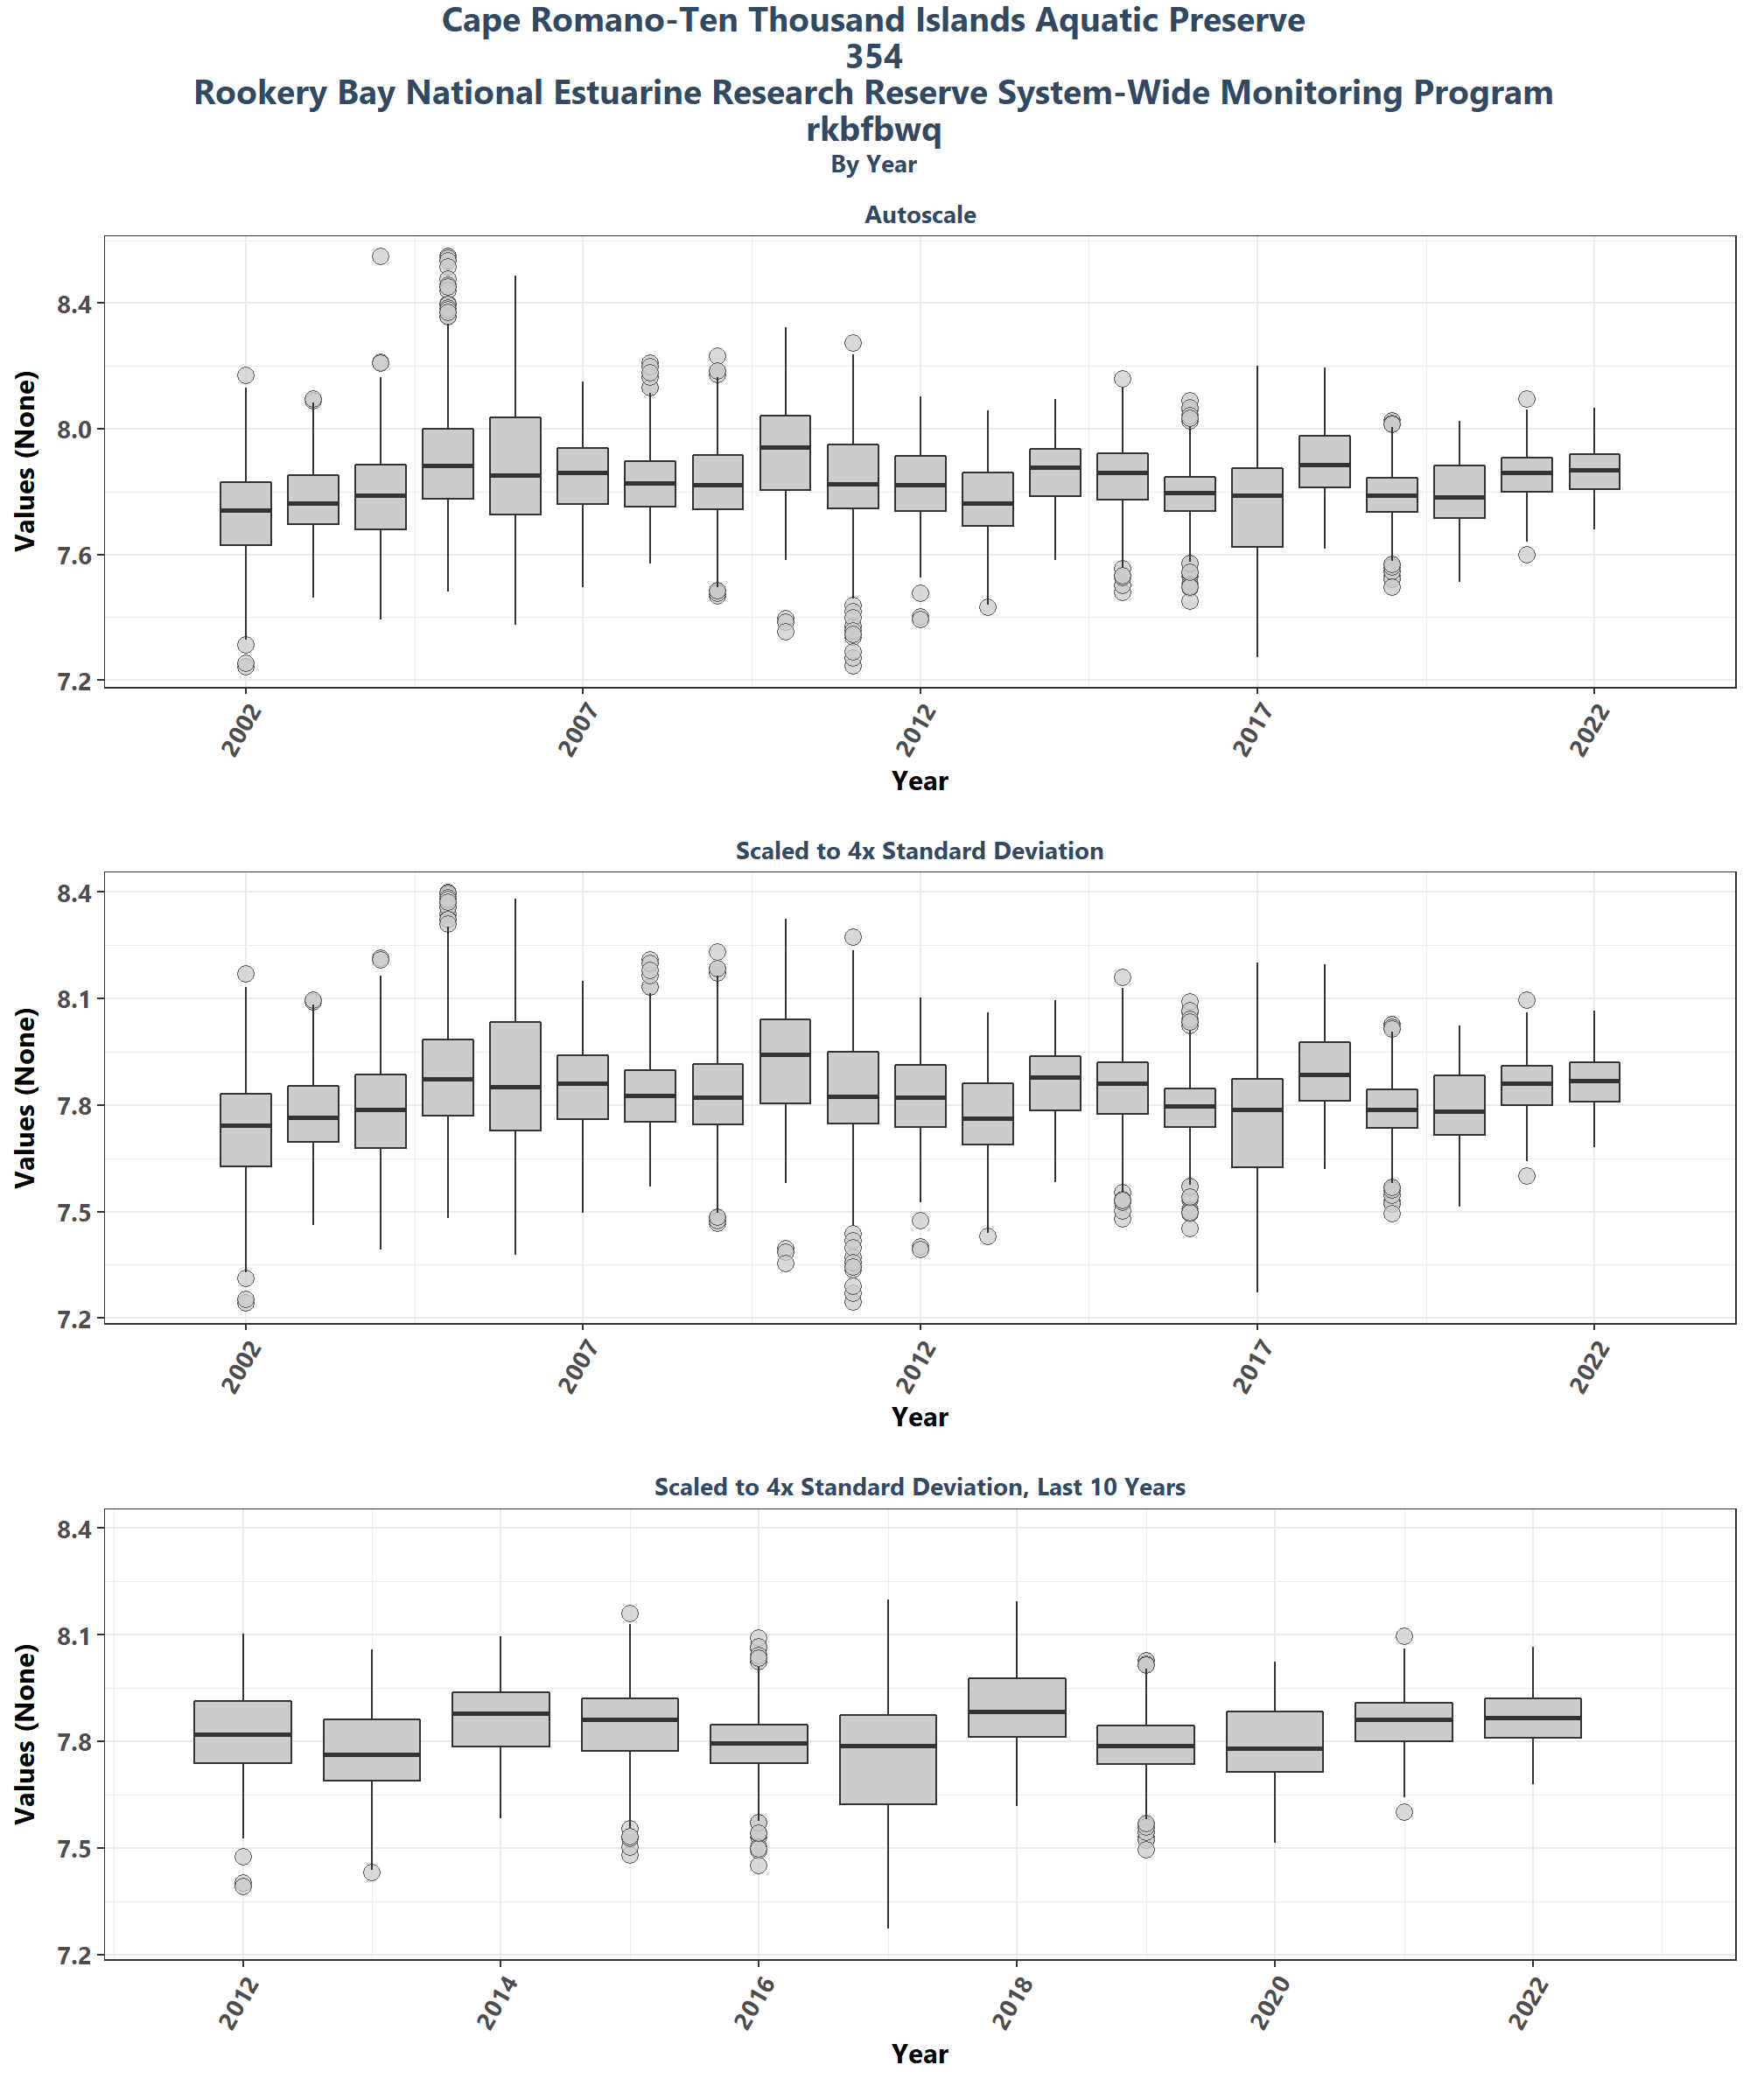 Cape Romano-Ten Thousand Islands Aquatic Preserve
354
Rookery Bay National Estuarine Research Reserve System-Wide Monitoring Program
rkbfbwq
By Year
Autoscale
Values (None)
8.4
8.0
7.6
7.2
2002
2007
2012
2017
2022
Year
Scaled to 4x Standard Deviation
Values (None)
8.4
8.1
7.8
7.5
7.2
2002
2007
2012
2017
2022
Year
Scaled to 4x Standard Deviation, Last 10 Years
Values (None)
8.4
8.1
7.8
7.5
7.2
2012
2014
2016
2018
2020
2022
Year